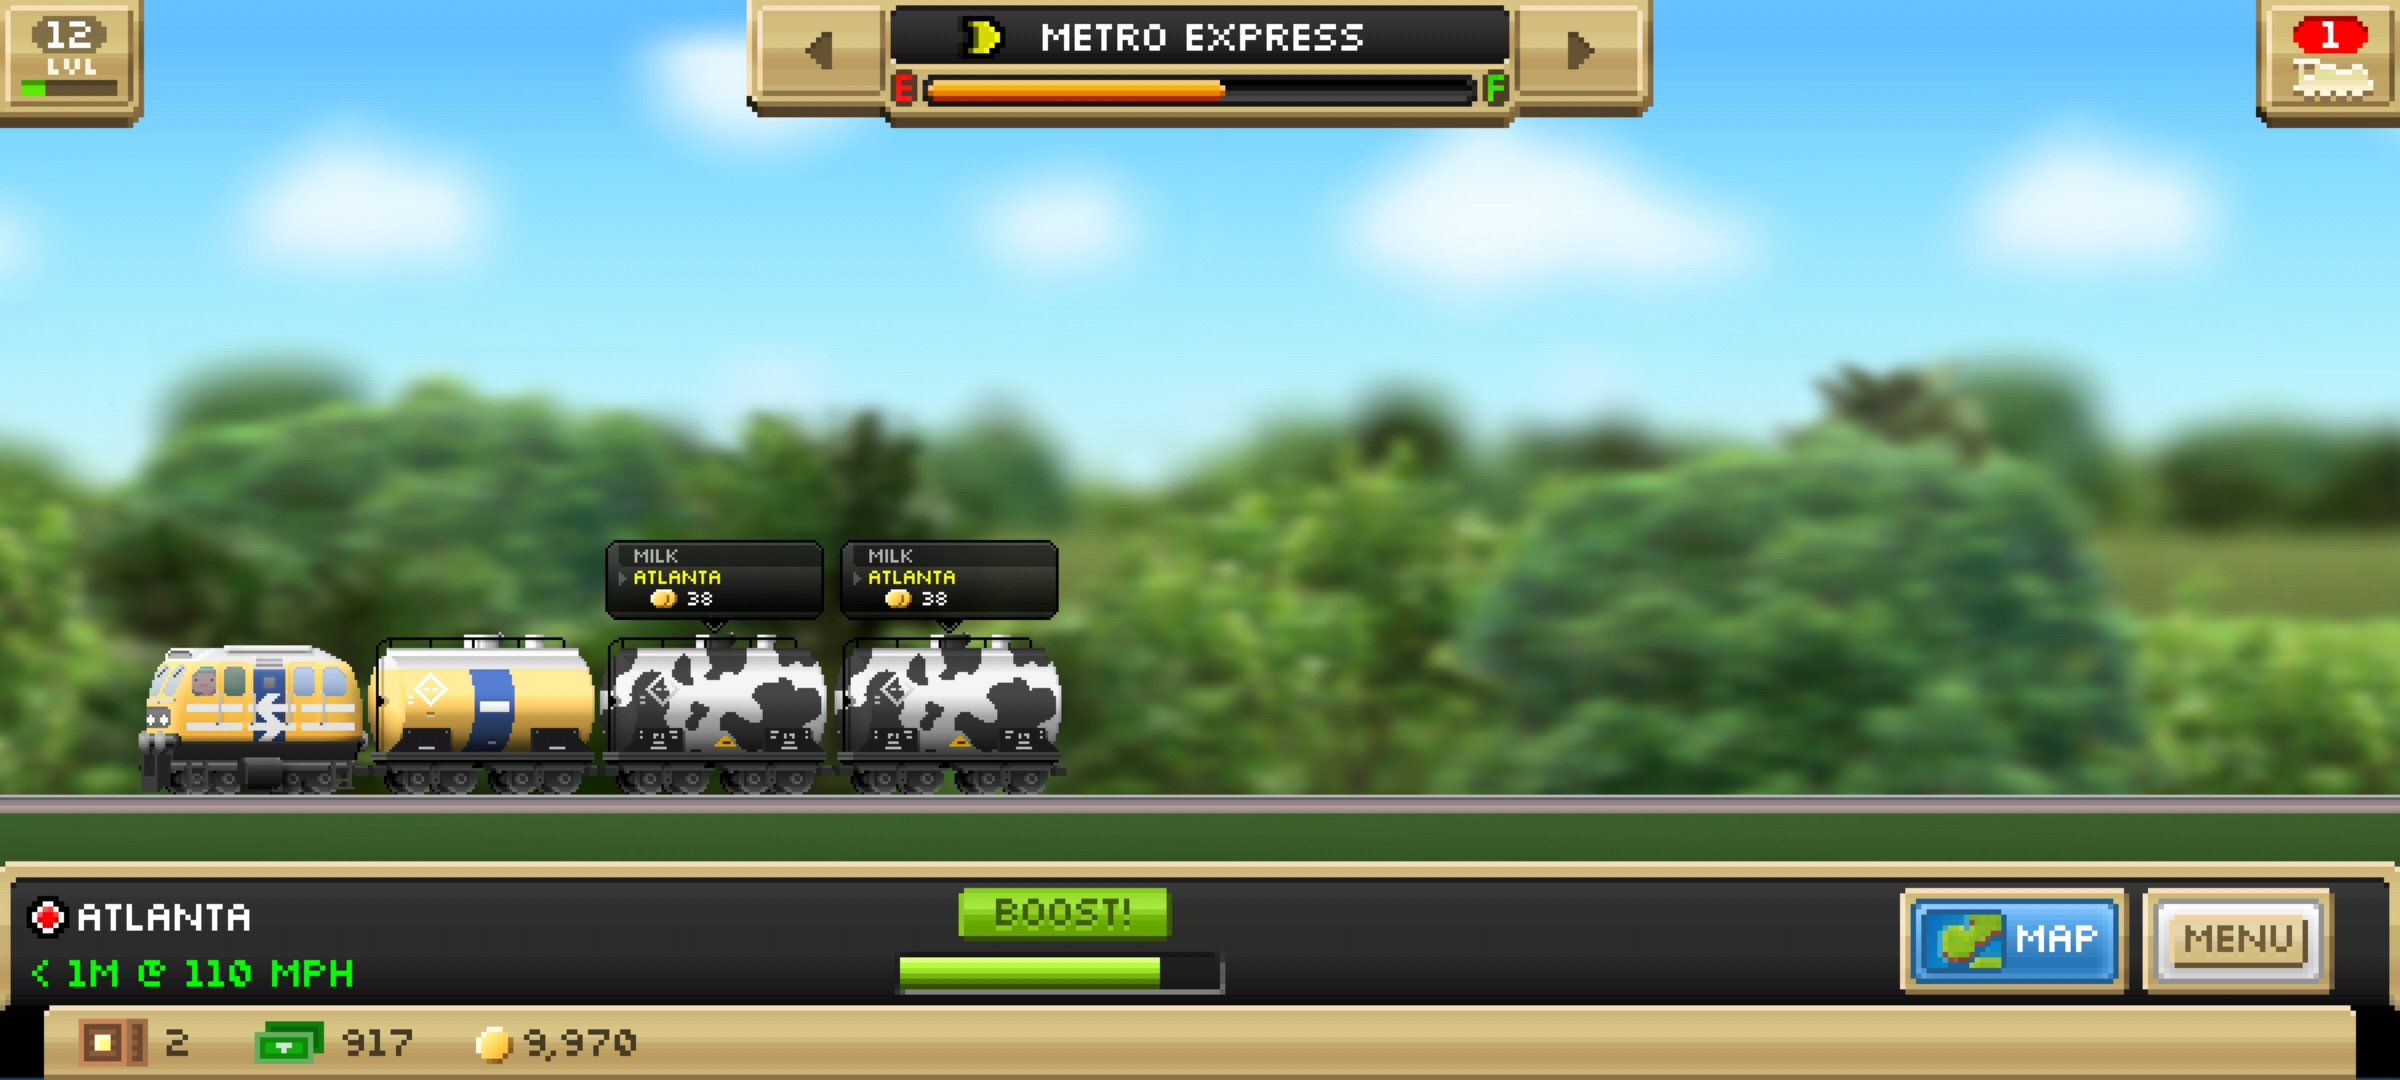 12
LVL
METRO EXPRESS
E F
1
MILK
ATLANTA
38
MILK
ATLANTA
38
ATLANTA
< 1M @ 110 MPH
BOOST!
MAP
MENU
2
917
9,970